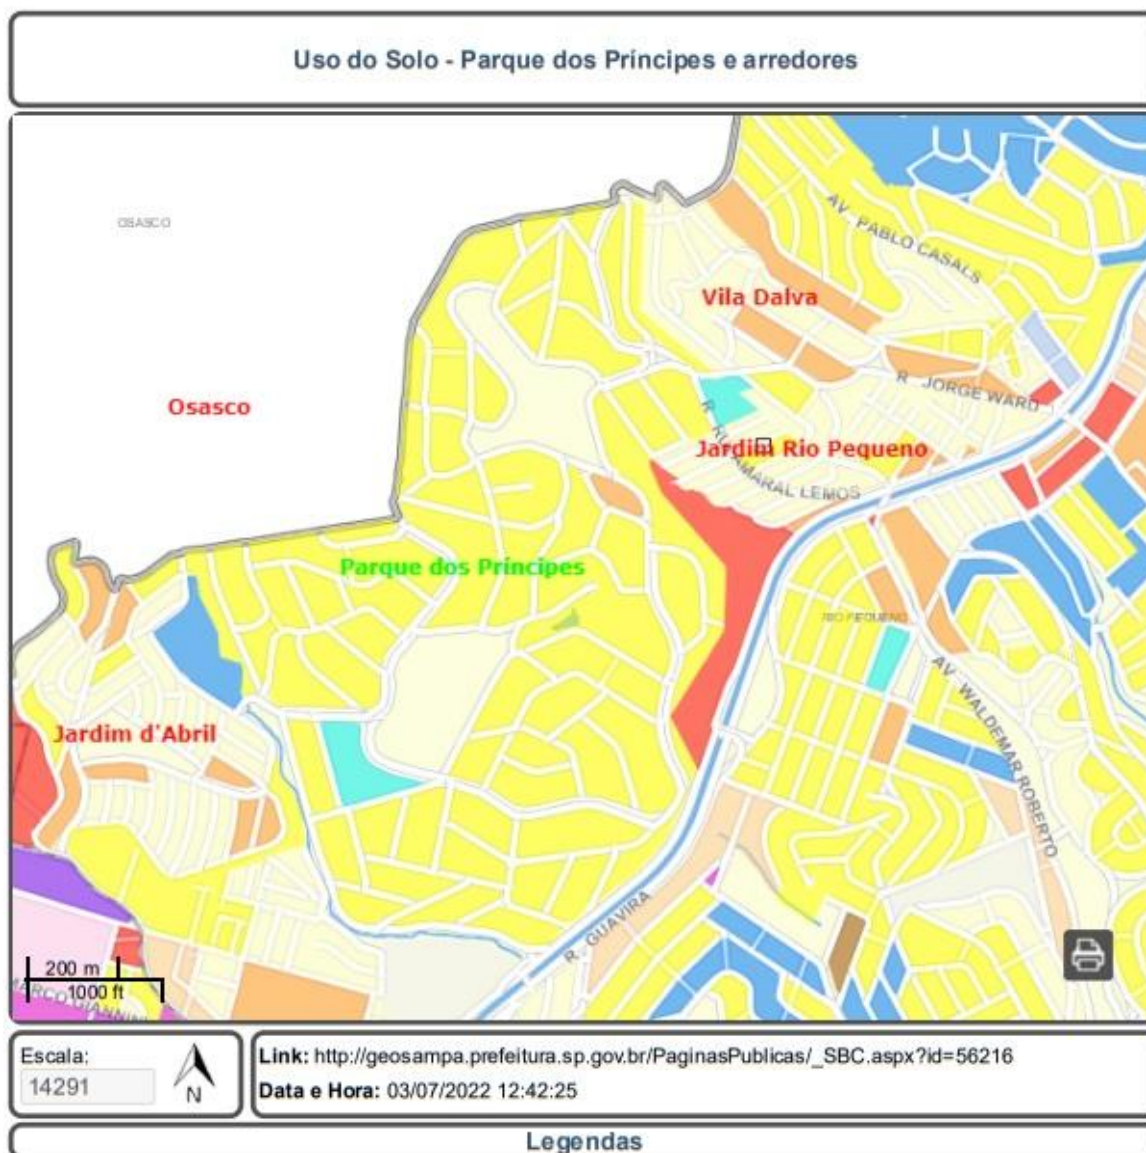 Uso do Solo - Parque dos Príncipes e arredores
OSASCO
AV. PABLO CASALS
Vila Dalva
Osasco
R. JORGE WARD
Jardim Rio Pequeno
R. RUI AMARAL LEMOS
Parque dos Príncipes
RIO PEQUENO
AV. WALDEMAR ROBERTO
Jardim d'Abril
R. GUAVIRA
200 m
1000 ft
MARCO GIANNINI
Escala:
14291
N
Link: http://geosampa.prefeitura.sp.gov.br/PaginasPublicas/_SBC.aspx?id=56216
Data e Hora: 03/07/2022 12:42:25
Legendas